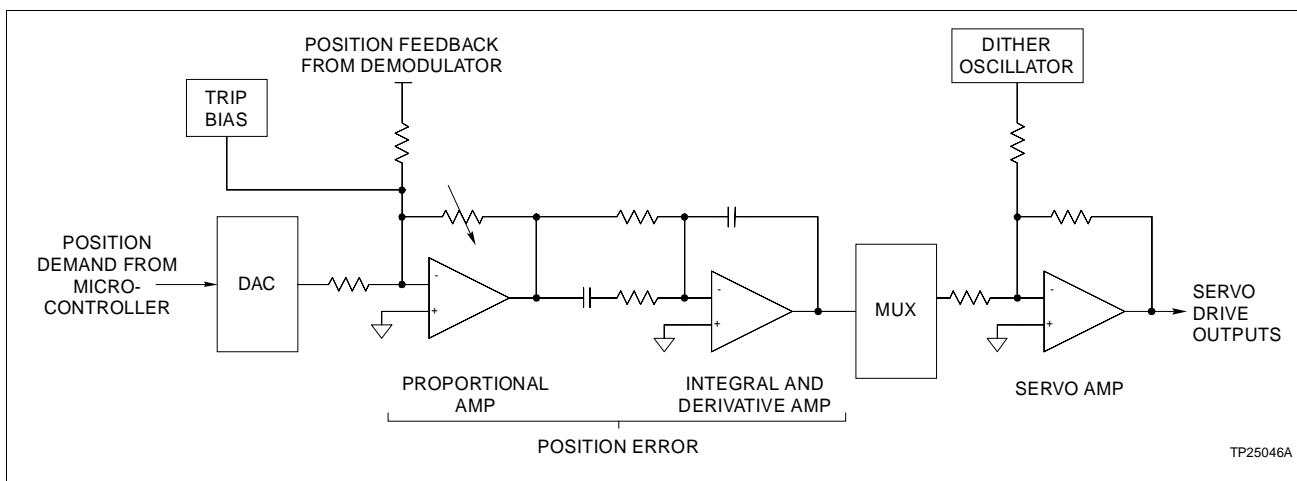 POSITION FEEDBACK
FROM DEMODULATOR
DITHER
OSCILLATOR
TRIP
BIAS
POSITION
DEMAND FROM
MICRO-
CONTROLLER
DAC
-
+
-
+
MUX
-
+
SERVO
DRIVE
OUTPUTS
PROPORTIONAL
AMP
INTEGRAL AND
DERIVATIVE AMP
SERVO AMP
POSITION ERROR
TP25046A